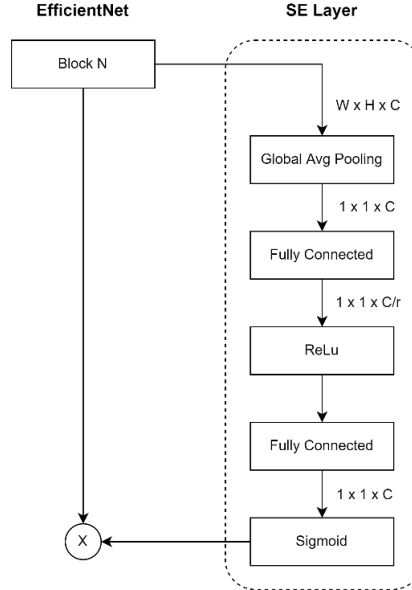 EfficientNet
SE Layer
Block N
W x H x C
Global Avg Pooling
1 x 1 x C
Fully Connected
1 x 1 x C/r
ReLu
Fully Connected
1 x 1 x C
X
Sigmoid